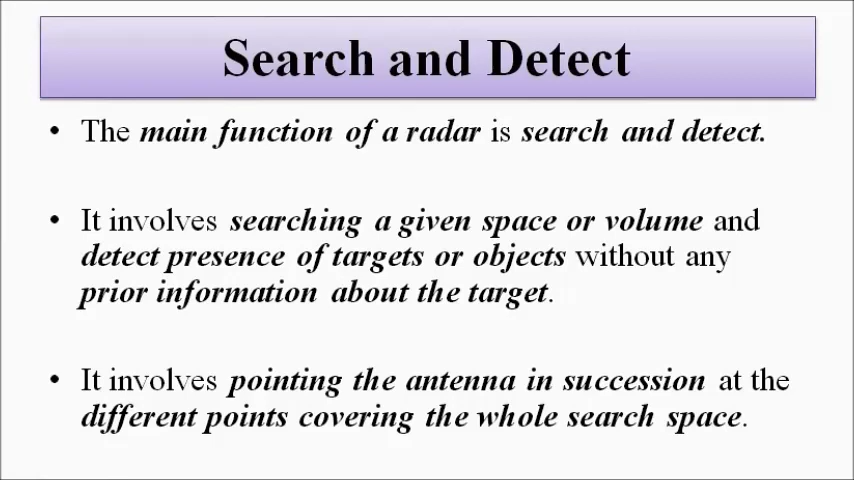 Search and Detect
• The main function of a radar is search and detect.
• It involves searching a given space or volume and
detect presence of targets or objects without any
prior information about the target.
• It involves pointing the antenna in succession at the
different points covering the whole search space.